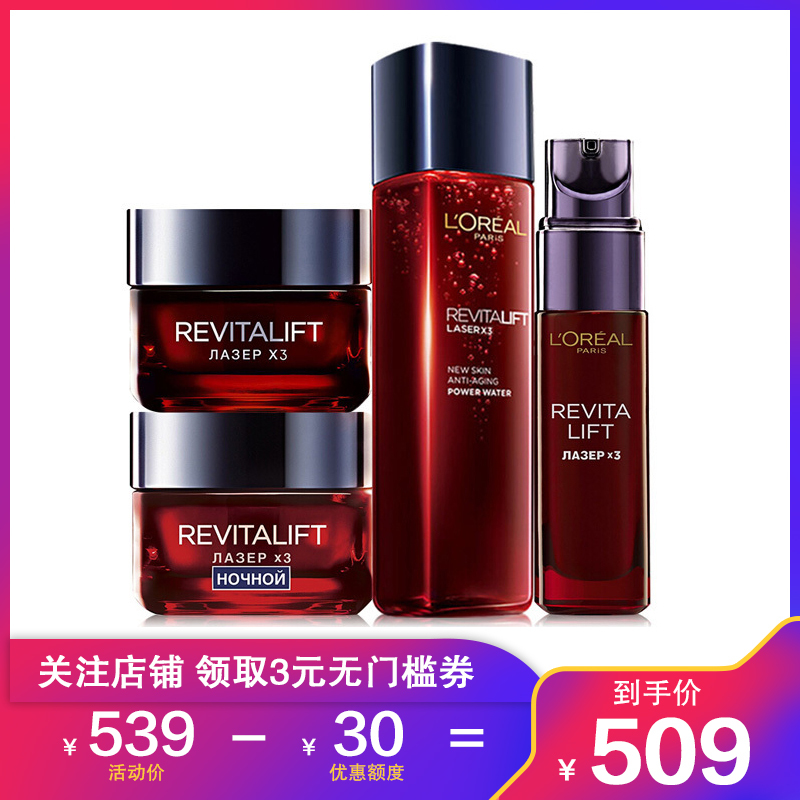 REVITALIFT
ЛАЗЕР X3
REVITALIFT
ЛАЗЕР x3
НОЧНОЙ
L'ORÉAL
PARIS
REVITALIFT
LASER X3
NEW SKIN
ANTI-AGING
POWER WATER
L'ORÉAL
PARIS
REVITA
LIFT
ЛАЗЕР x3
关注店铺 领取3元无门槛券
¥ 539 − ¥ 30 =
活动价 优惠额度
到手价
¥ 509